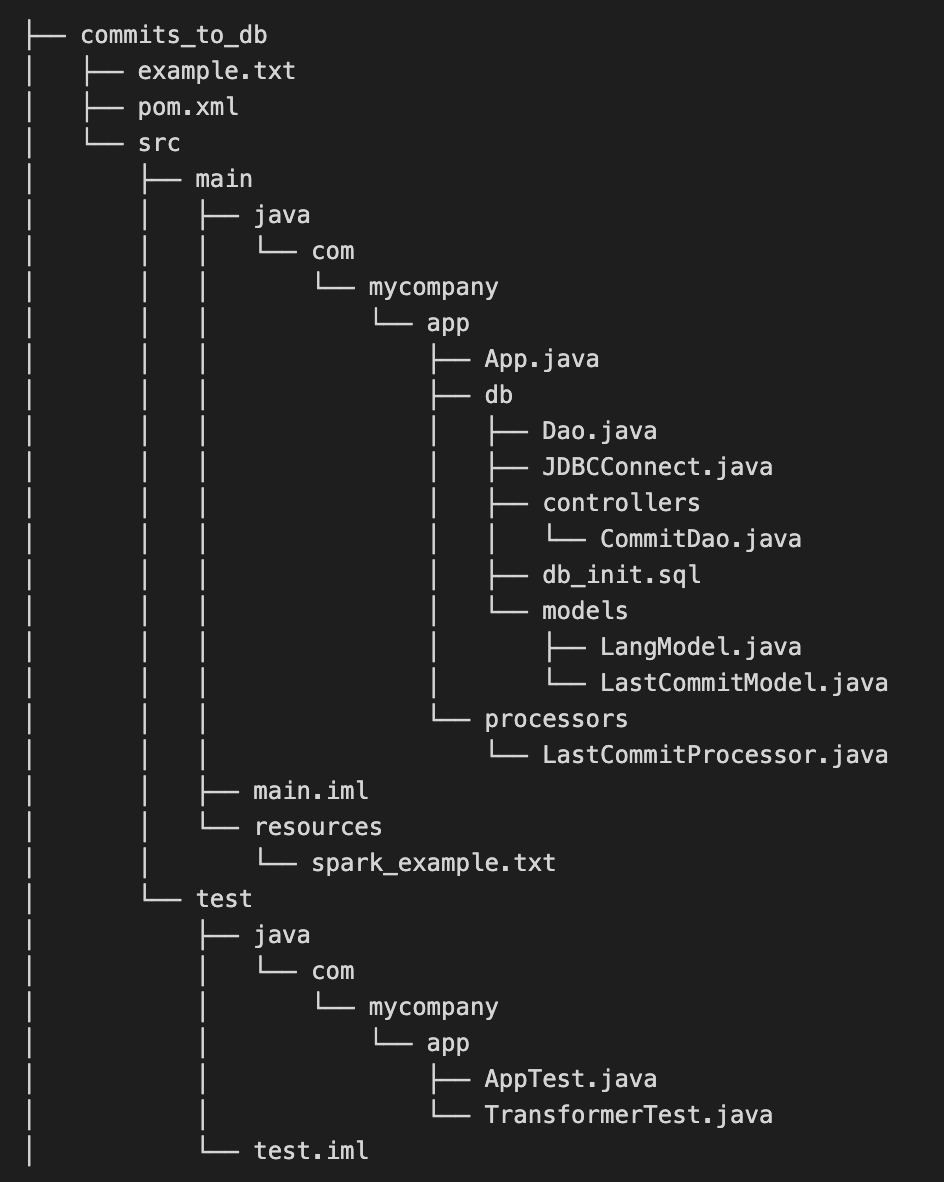 ├── commits_to_db
│   ├── example.txt
│   ├── pom.xml
│   └── src
│       ├── main
│       │   ├── java
│       │   │   └── com
│       │   │       └── mycompany
│       │   │           └── app
│       │   │               ├── App.java
│       │   │               ├── db
│       │   │               │   ├── Dao.java
│       │   │               │   ├── JDBCConnect.java
│       │   │               │   ├── controllers
│       │   │               │   │   └── CommitDao.java
│       │   │               │   ├── db_init.sql
│       │   │               │   └── models
│       │   │               │       ├── LangModel.java
│       │   │               │       └── LastCommitModel.java
│       │   │               └── processors
│       │   │                   └── LastCommitProcessor.java
│       │   ├── main.iml
│       │   └── resources
│       │       └── spark_example.txt
│       └── test
│           ├── java
│           │   └── com
│           │       └── mycompany
│           │           └── app
│           │               ├── AppTest.java
│           │               └── TransformerTest.java
│           └── test.iml